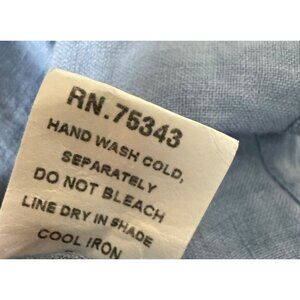 RN.75343
HAND WASH COLD,
SEPARATELY
DO NOT BLEACH
LINE DRY IN SHADE
COOL IRON